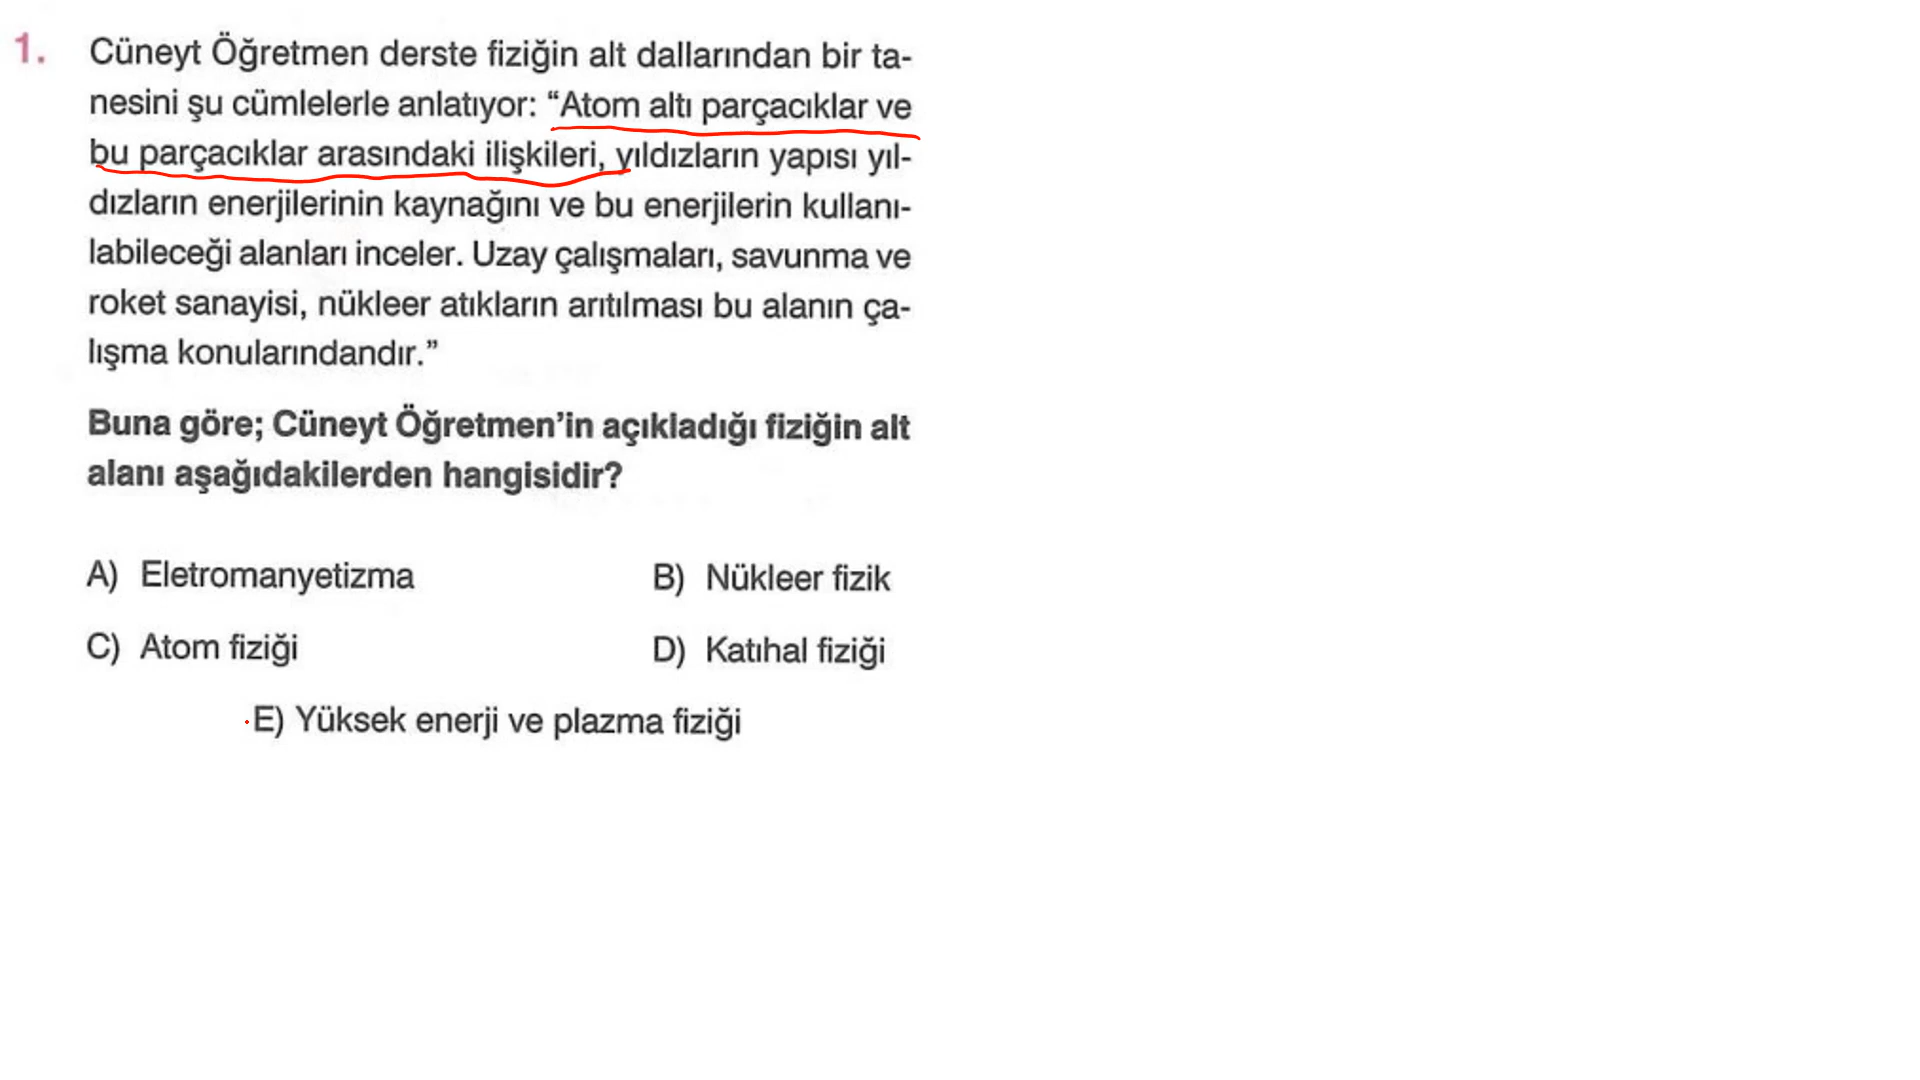 1. Cüneyt Öğretmen derste fiziğin alt dallarından bir ta-
nesini şu cümlelerle anlatıyor: “Atom altı parçacıklar ve
bu parçacıklar arasındaki ilişkileri, yıldızların yapısı yıl-
dızların enerjilerinin kaynağını ve bu enerjilerin kullanı-
labileceği alanları inceler. Uzay çalışmaları, savunma ve
roket sanayisi, nükleer atıkların arıtılması bu alanın ça-
lışma konularındandır.”
Buna göre; Cüneyt Öğretmen’in açıkladığı fiziğin alt
alanı aşağıdakilerden hangisidir?
A) Eletromanyetizma B) Nükleer fizik
C) Atom fiziği D) Katıhal fiziği
E) Yüksek enerji ve plazma fiziği